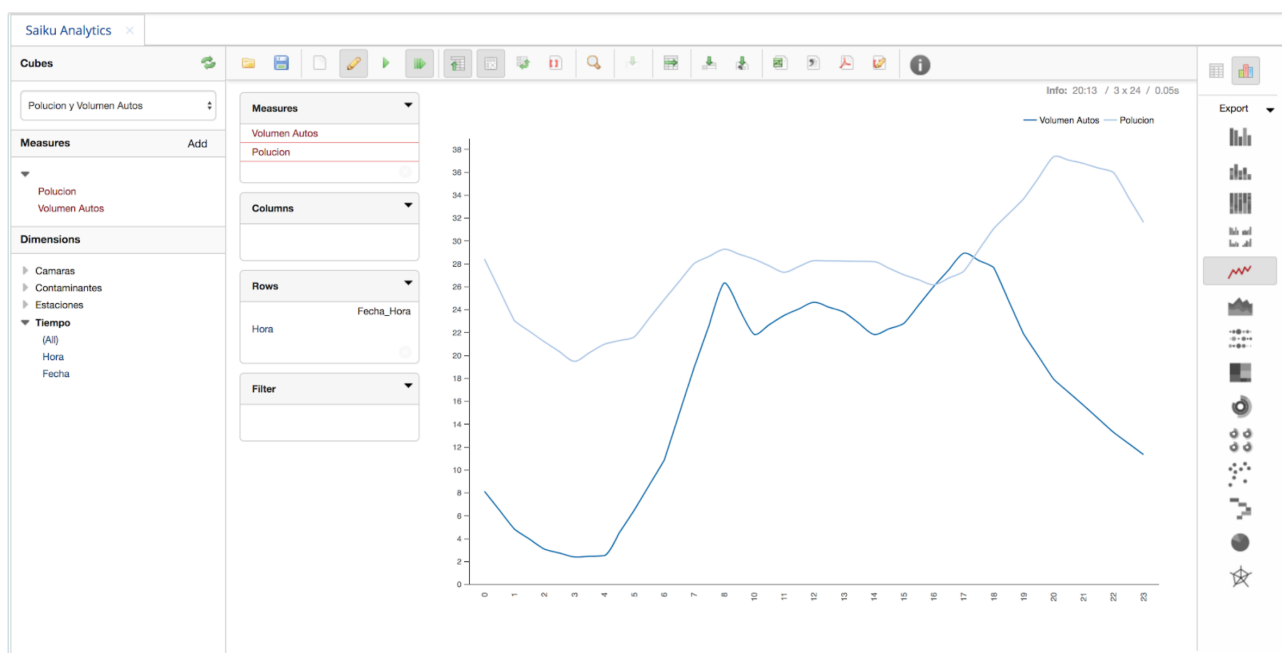 Saiku Analytics ×
Cubes
Polucion y Volumen Autos
Measures Add
Polucion
Volumen Autos
Dimensions
Camaras
Contaminantes
Estaciones
Tiempo
(All)
Hora
Fecha
Measures
Volumen Autos
Polucion
Columns
Rows
Fecha_Hora
Hora
Filter
Info: 20:13 / 3 x 24 / 0.05s
Volumen Autos Polucion
38
36
34
32
30
28
26
24
22
20
18
16
14
12
10
8
6
4
2
0
0 1 2 3 4 5 6 7 8 10 11 12 13 14 15 16 17 18 19 20 21 22 23
Export